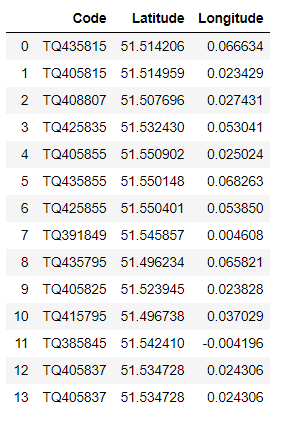 Code Latitude Longitude
0 TQ435815 51.514206 0.066634
1 TQ405815 51.514959 0.023429
2 TQ408807 51.507696 0.027431
3 TQ425835 51.532430 0.053041
4 TQ405855 51.550902 0.025024
5 TQ435855 51.550148 0.068263
6 TQ425855 51.550401 0.053850
7 TQ391849 51.545857 0.004608
8 TQ435795 51.496234 0.065821
9 TQ405825 51.523945 0.023828
10 TQ415795 51.496738 0.037029
11 TQ385845 51.542410 -0.004196
12 TQ405837 51.534728 0.024306
13 TQ405837 51.534728 0.024306